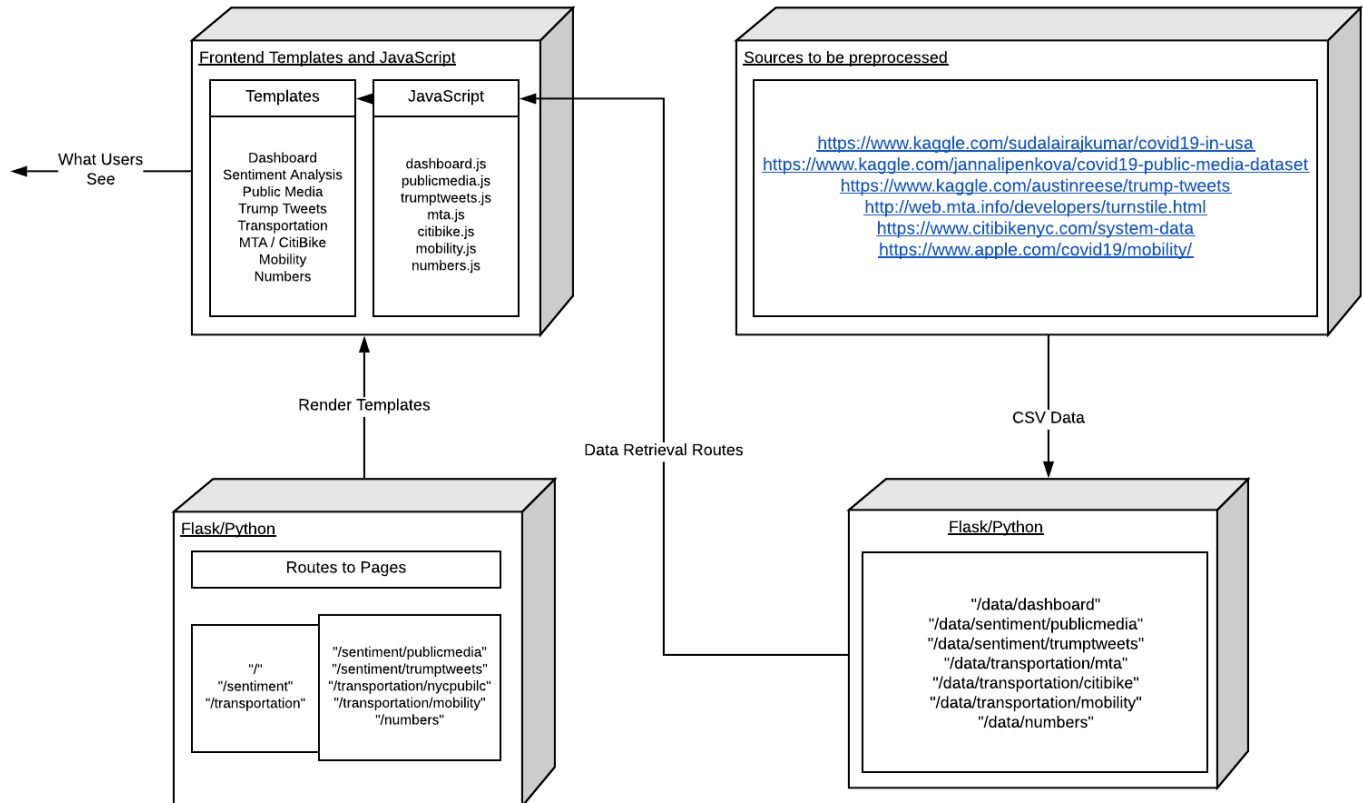 Frontend Templates and JavaScript
Templates
JavaScript
Dashboard
Sentiment Analysis
Public Media
Trump Tweets
Transportation
MTA / CitiBike
Mobility
Numbers
dashboard.js
publicmedia.js
trumptweets.js
mta.js
citibike.js
mobility.js
numbers.js
What Users
See
Sources to be preprocessed
https://www.kaggle.com/sudalairajkumar/covid19-in-usa
https://www.kaggle.com/jannalipenkova/covid19-public-media-dataset
https://www.kaggle.com/austinreese/trump-tweets
http://web.mta.info/developers/turnstile.html
https://www.citibikenyc.com/system-data
https://www.apple.com/covid19/mobility/
Render Templates
Data Retrieval Routes
CSV Data
Flask/Python
Routes to Pages
"/"
"/sentiment"
"/transportation"
"/sentiment/publicmedia"
"/sentiment/trumptweets"
"/transportation/nycpubilc"
"/transportation/mobility"
"/numbers"
Flask/Python
"/data/dashboard"
"/data/sentiment/publicmedia"
"/data/sentiment/trumptweets"
"/data/transportation/mta"
"/data/transportation/citibike"
"/data/transportation/mobility"
"/data/numbers"